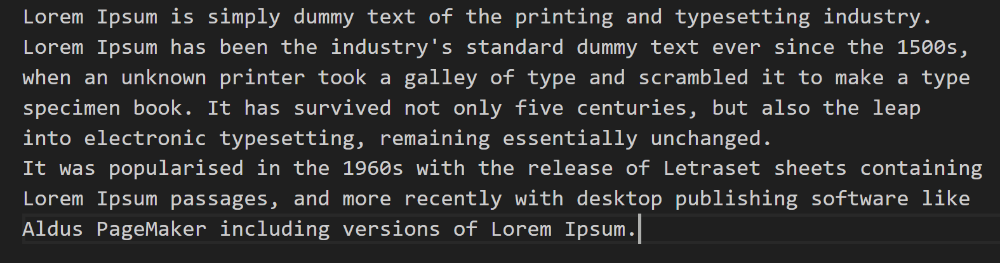 Lorem Ipsum is simply dummy text of the printing and typesetting industry.
Lorem Ipsum has been the industry's standard dummy text ever since the 1500s,
when an unknown printer took a galley of type and scrambled it to make a type
specimen book. It has survived not only five centuries, but also the leap
into electronic typesetting, remaining essentially unchanged.
It was popularised in the 1960s with the release of Letraset sheets containing
Lorem Ipsum passages, and more recently with desktop publishing software like
Aldus PageMaker including versions of Lorem Ipsum.